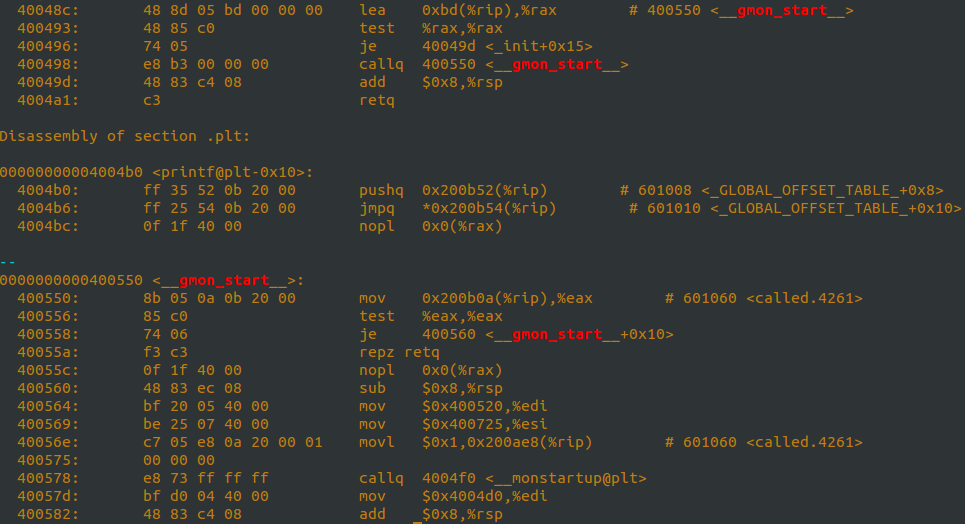 40048c: 48 8d 05 bd 00 00 00 lea 0xbd(%rip),%rax # 400550 <__gmon_start__>
400493: 48 85 c0 test %rax,%rax
400496: 74 05 je 40049d <_init+0x15>
400498: e8 b3 00 00 00 callq 400550 <__gmon_start__>
40049d: 48 83 c4 08 add $0x8,%rsp
4004a1: c3 retq
Disassembly of section .plt:
00000000004004b0 <printf@plt-0x10>:
4004b0: ff 35 52 0b 20 00 pushq 0x200b52(%rip) # 601008 <_GLOBAL_OFFSET_TABLE_+0x8>
4004b6: ff 25 54 0b 20 00 jmpq *0x200b54(%rip) # 601010 <_GLOBAL_OFFSET_TABLE_+0x10>
4004bc: 0f 1f 40 00 nopl 0x0(%rax)
--
0000000000400550 <__gmon_start__>:
400550: 8b 05 0a 0b 20 00 mov 0x200b0a(%rip),%eax # 601060 <called.4261>
400556: 85 c0 test %eax,%eax
400558: 74 06 je 400560 <__gmon_start__+0x10>
40055a: f3 c3 repz retq
40055c: 0f 1f 40 00 nopl 0x0(%rax)
400560: 48 83 ec 08 sub $0x8,%rsp
400564: bf 20 05 40 00 mov $0x400520,%edi
400569: be 25 07 40 00 mov $0x400725,%esi
40056e: c7 05 e8 0a 20 00 01 movl $0x1,0x200ae8(%rip) # 601060 <called.4261>
400575: 00 00 00
400578: e8 73 ff ff ff callq 4004f0 <__monstartup@plt>
40057d: bf d0 04 40 00 mov $0x4004d0,%edi
400582: 48 83 c4 08 add $0x8,%rsp